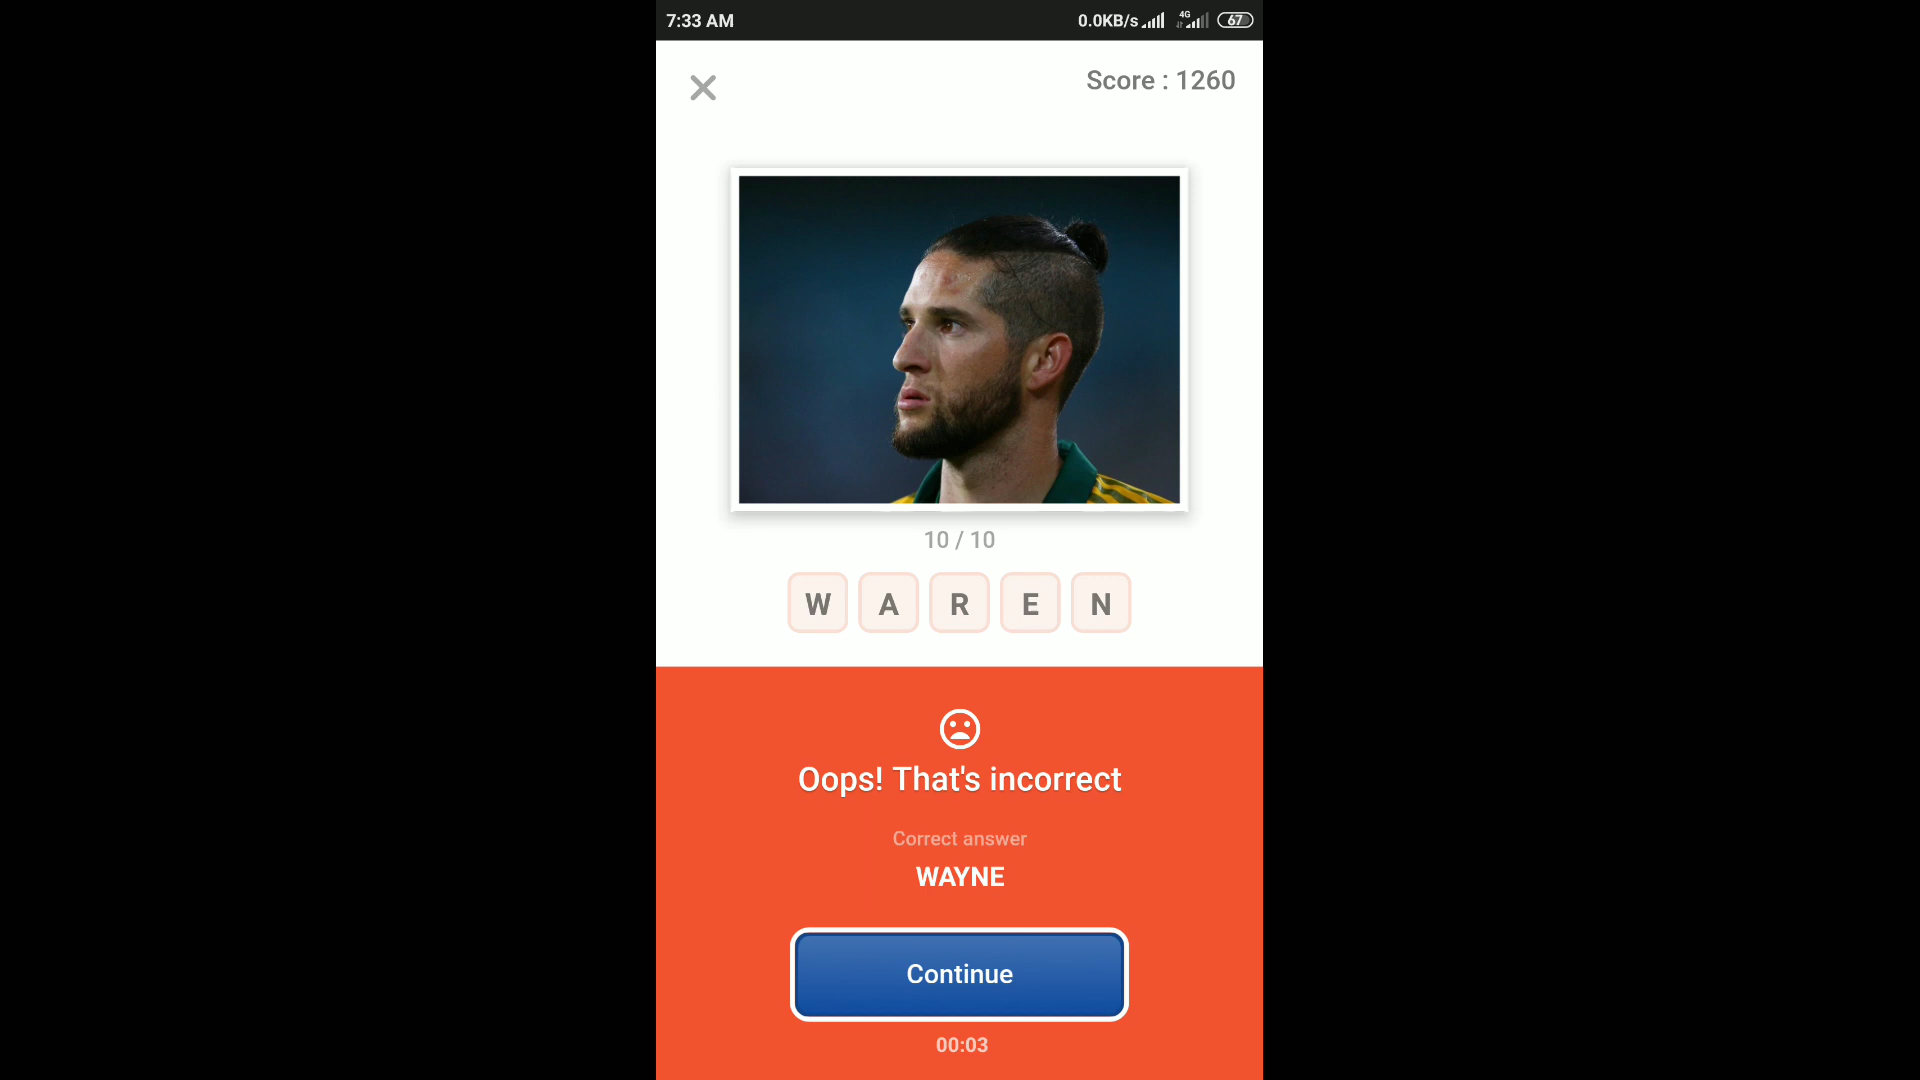 7:33 AM
0.0KB/s 4G 67
Score : 1260
10 / 10
W A R E N
Oops! That's incorrect
Correct answer
WAYNE
Continue
00:03